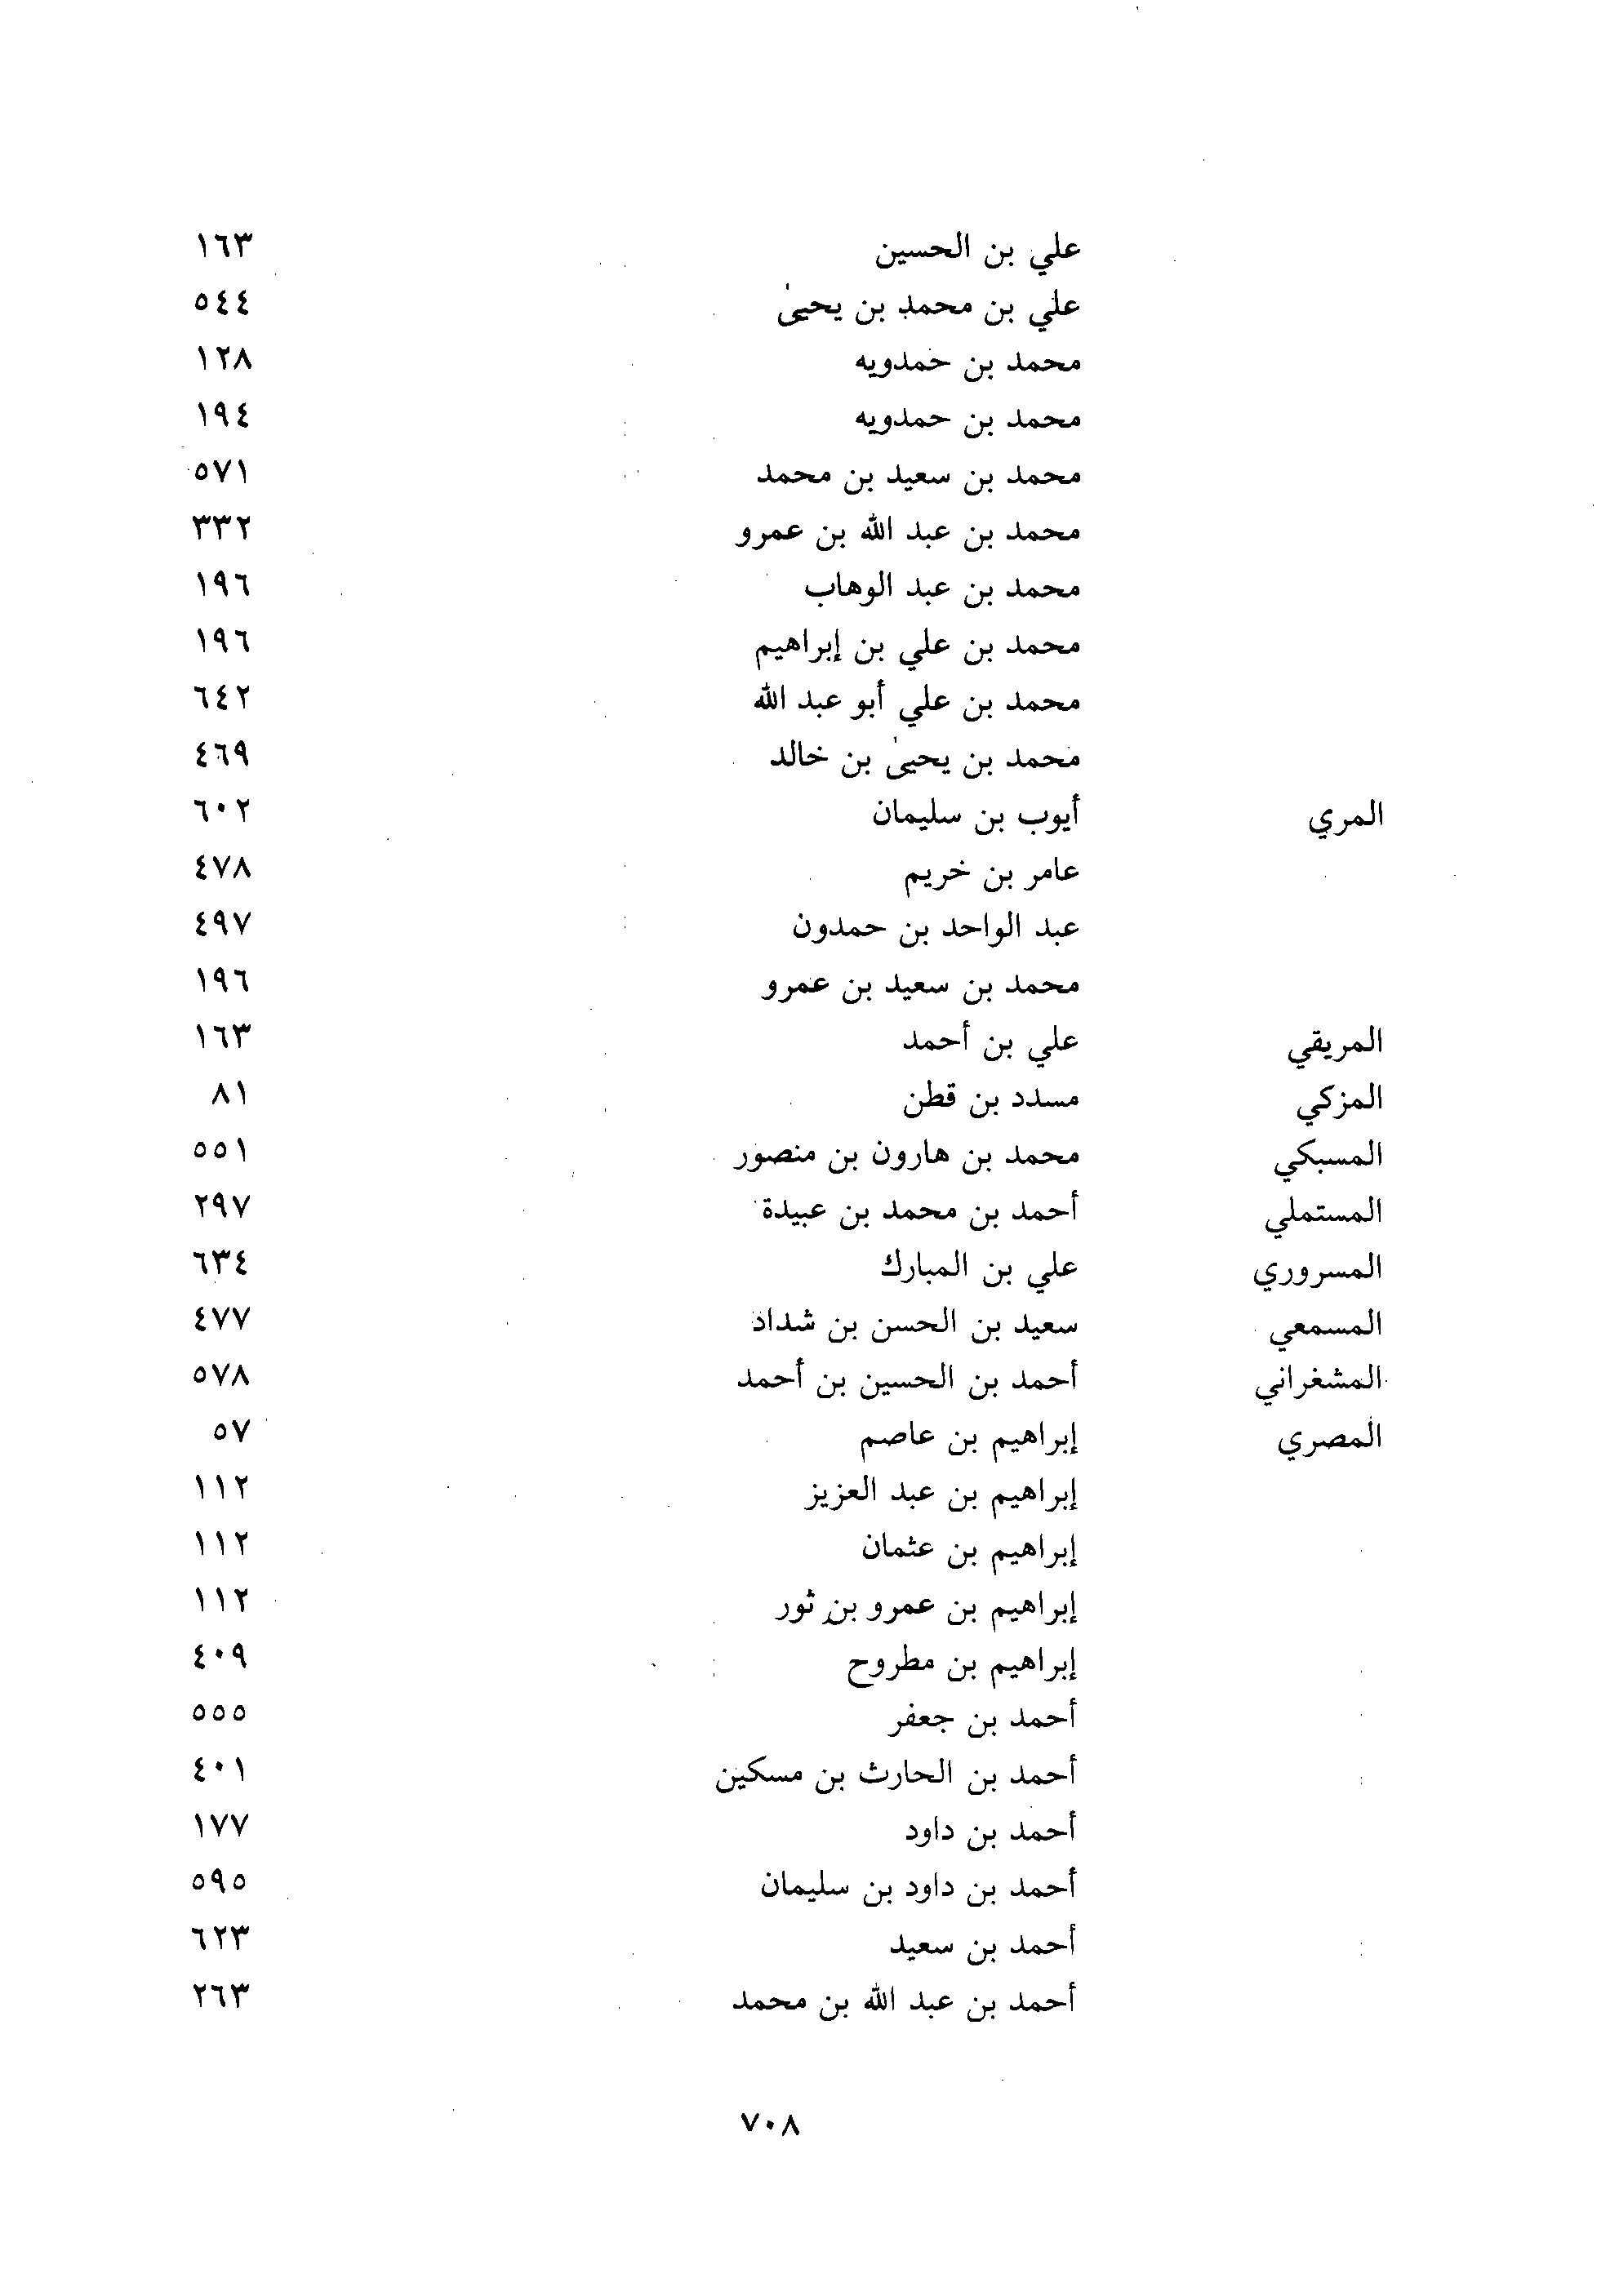 علي بن الحسين ١٦٣
علي بن محمد بن يحيىٰ ٥٤٤
محمد بن حمدويه ١٢٨
محمد بن حمدويه ١٩٤
محمد بن سعيد بن محمد ٥٧١
محمد بن عبد الله بن عمرو ٣٣٢
محمد بن عبد الوهاب ١٩٦
محمد بن علي بن إبراهيم ١٩٦
محمد بن علي أبو عبد الله ٦٤٢
محمد بن يحيىٰ بن خالد ٤٦٩
المري أيوب بن سليمان ٦٠٢
عامر بن خريم ٤٧٨
عبد الواحد بن حمدون ٤٩٧
محمد بن سعيد بن عمرو ١٩٦
المريقي علي بن أحمد ١٦٣
المزكي مسدد بن قطن ٨١
المسبكي محمد بن هارون بن منصور ٥٥١
المستملي أحمد بن محمد بن عبيدة ٢٩٧
المسروري علي بن المبارك ٦٣٤
المسمعي سعيد بن الحسن بن شداد ٤٧٧
المشغراني أحمد بن الحسين بن أحمد ٥٧٨
المصري إبراهيم بن عاصم ٥٧
إبراهيم بن عبد العزيز ١١٢
إبراهيم بن عثمان ١١٢
إبراهيم بن عمرو بن ثور ١١٢
إبراهيم بن مطروح ٤٠٩
أحمد بن جعفر ٥٥٥
أحمد بن الحارث بن مسكين ٤٠١
أحمد بن داود ١٧٧
أحمد بن داود بن سليمان ٥٩٥
أحمد بن سعيد ٦٢٣
أحمد بن عبد الله بن محمد ٢٦٣
٧٠٨